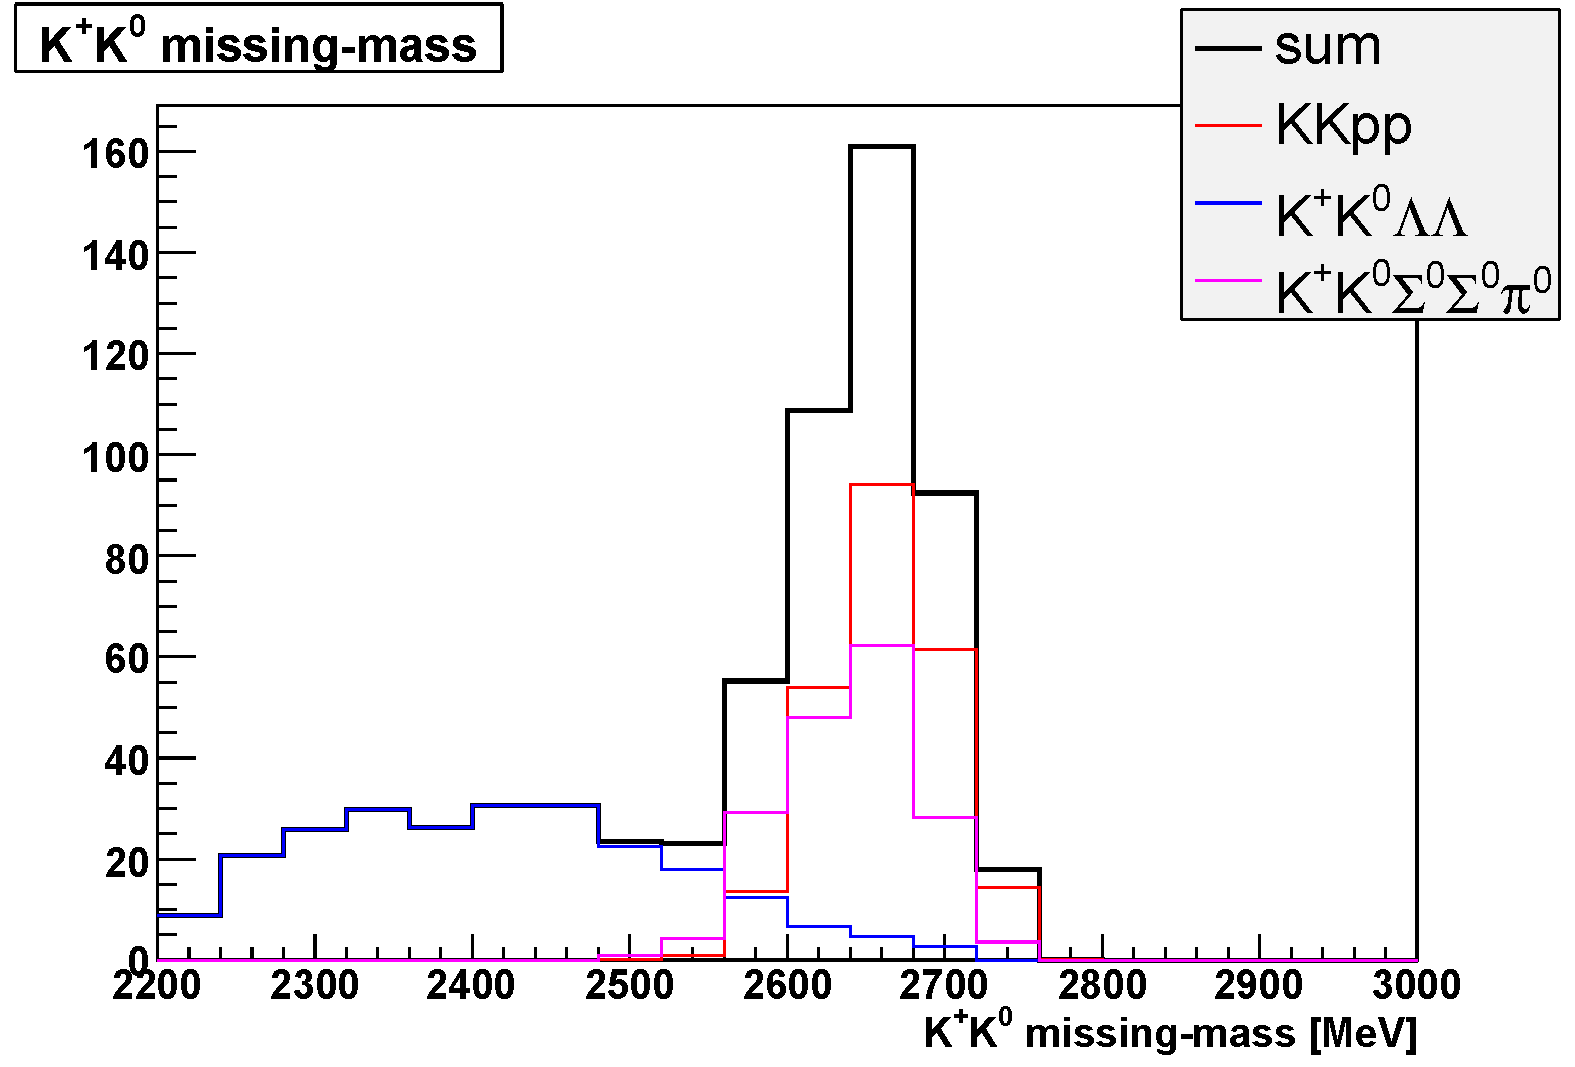 K⁺K⁰ missing-mass
sum
KKpp
K⁺K⁰ΛΛ
K⁺K⁰Σ⁰Σ⁰π⁰
160
140
120
100
80
60
40
20
0
2200 2300 2400 2500 2600 2700 2800 2900 3000
K⁺K⁰ missing-mass [MeV]